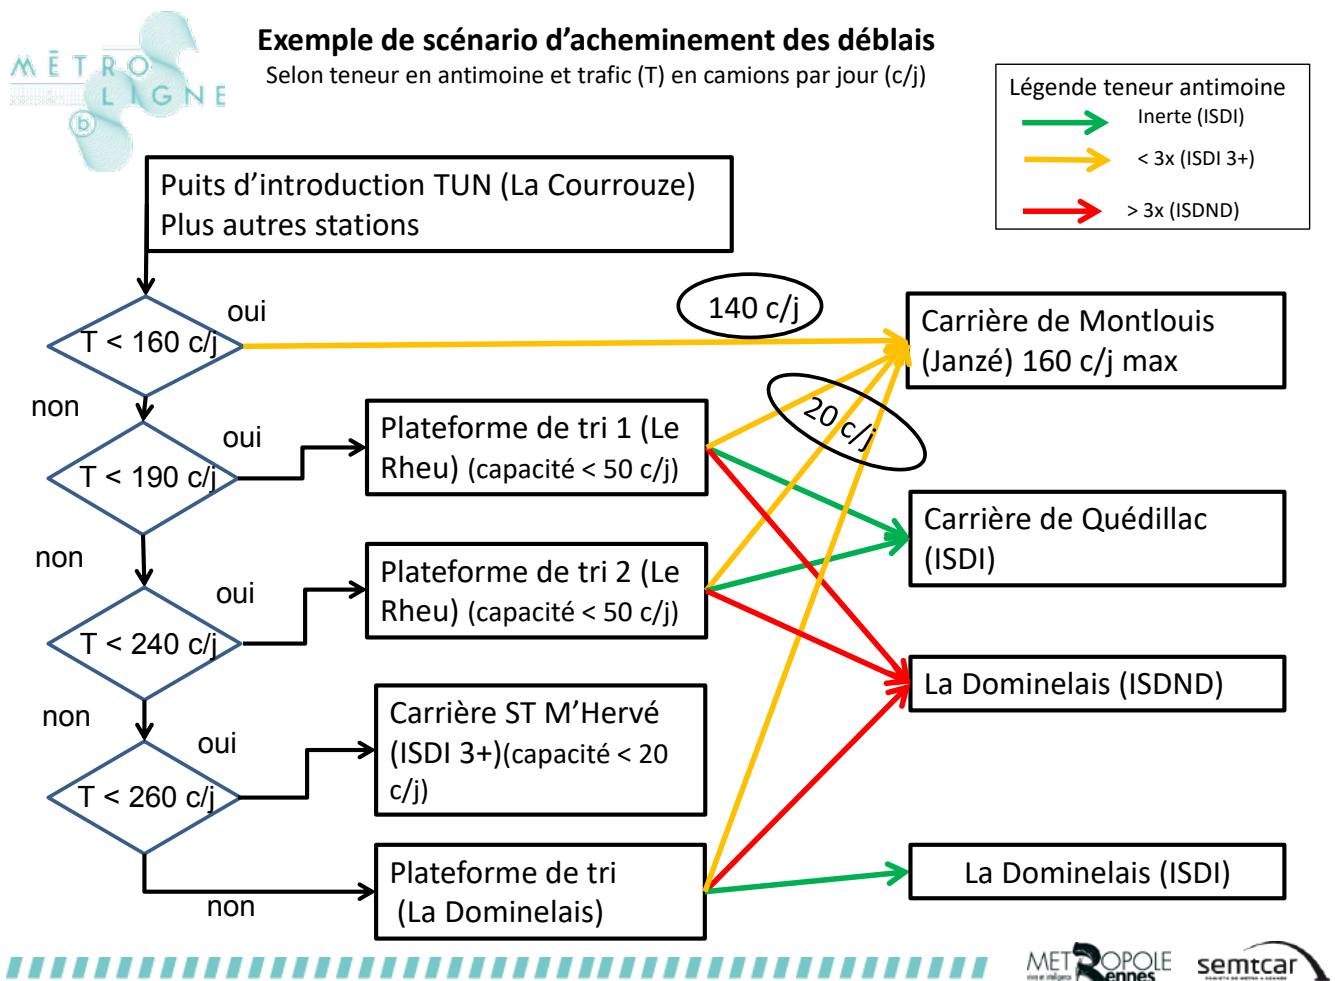 MĒTRO
LIGNE
b
Exemple de scénario d’acheminement des déblais
Selon teneur en antimoine et trafic (T) en camions par jour (c/j)
Légende teneur antimoine
Inerte (ISDI)
< 3x (ISDI 3+)
> 3x (ISDND)
Puits d’introduction TUN (La Courrouze)
Plus autres stations
T < 160 c/j
oui
140 c/j
Carrière de Montlouis
(Janzé) 160 c/j max
non
T < 190 c/j
oui
Plateforme de tri 1 (Le
Rheu) (capacité < 50 c/j)
20 c/j
Carrière de Quédillac
(ISDI)
non
T < 240 c/j
oui
Plateforme de tri 2 (Le
Rheu) (capacité < 50 c/j)
La Dominelais (ISDND)
non
T < 260 c/j
oui
Carrière ST M’Hervé
(ISDI 3+)(capacité < 20
c/j)
non
Plateforme de tri
(La Dominelais)
La Dominelais (ISDI)
METROPOLE
Rennes
semtcar